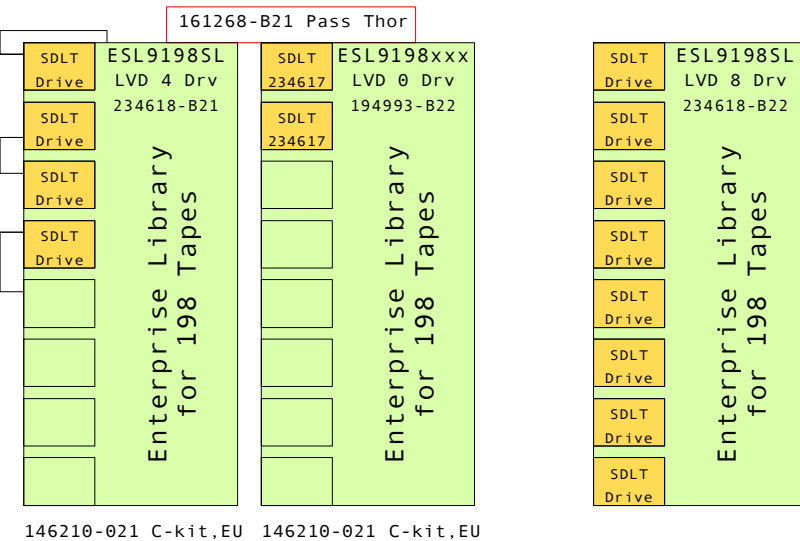 161268-B21 Pass Thor
ESL9198SL
LVD 4 Drv
234618-B21
SDLT
Drive
SDLT
Drive
SDLT
Drive
SDLT
Drive
Enterprise Library
for 198 Tapes
146210-021 C-kit,EU
ESL9198xxx
LVD 0 Drv
194993-B22
SDLT
234617
SDLT
234617
Enterprise Library
for 198 Tapes
146210-021 C-kit,EU
ESL9198SL
LVD 8 Drv
234618-B22
SDLT
Drive
SDLT
Drive
SDLT
Drive
SDLT
Drive
SDLT
Drive
SDLT
Drive
SDLT
Drive
SDLT
Drive
Enterprise Library
for 198 Tapes